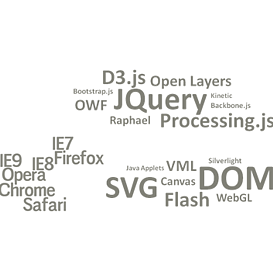 D3.js Open Layers
Bootstrap.js JQuery Kinetic
OWF Backbone.js
Raphael Processing.js
IE7
IE9 IE8 Firefox
Opera
Chrome
Safari
Java Applets VML Silverlight
SVG Canvas DOM
Flash WebGL